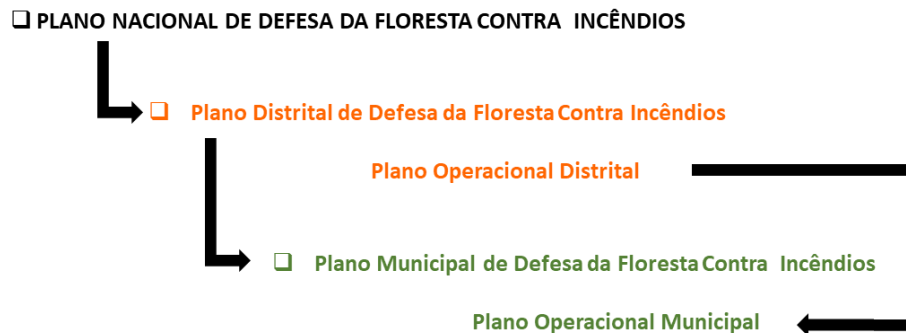 ❑ PLANO NACIONAL DE DEFESA DA FLORESTA CONTRA INCÊNDIOS
❑ Plano Distrital de Defesa da Floresta Contra Incêndios
Plano Operacional Distrital
❑ Plano Municipal de Defesa da Floresta Contra Incêndios
Plano Operacional Municipal